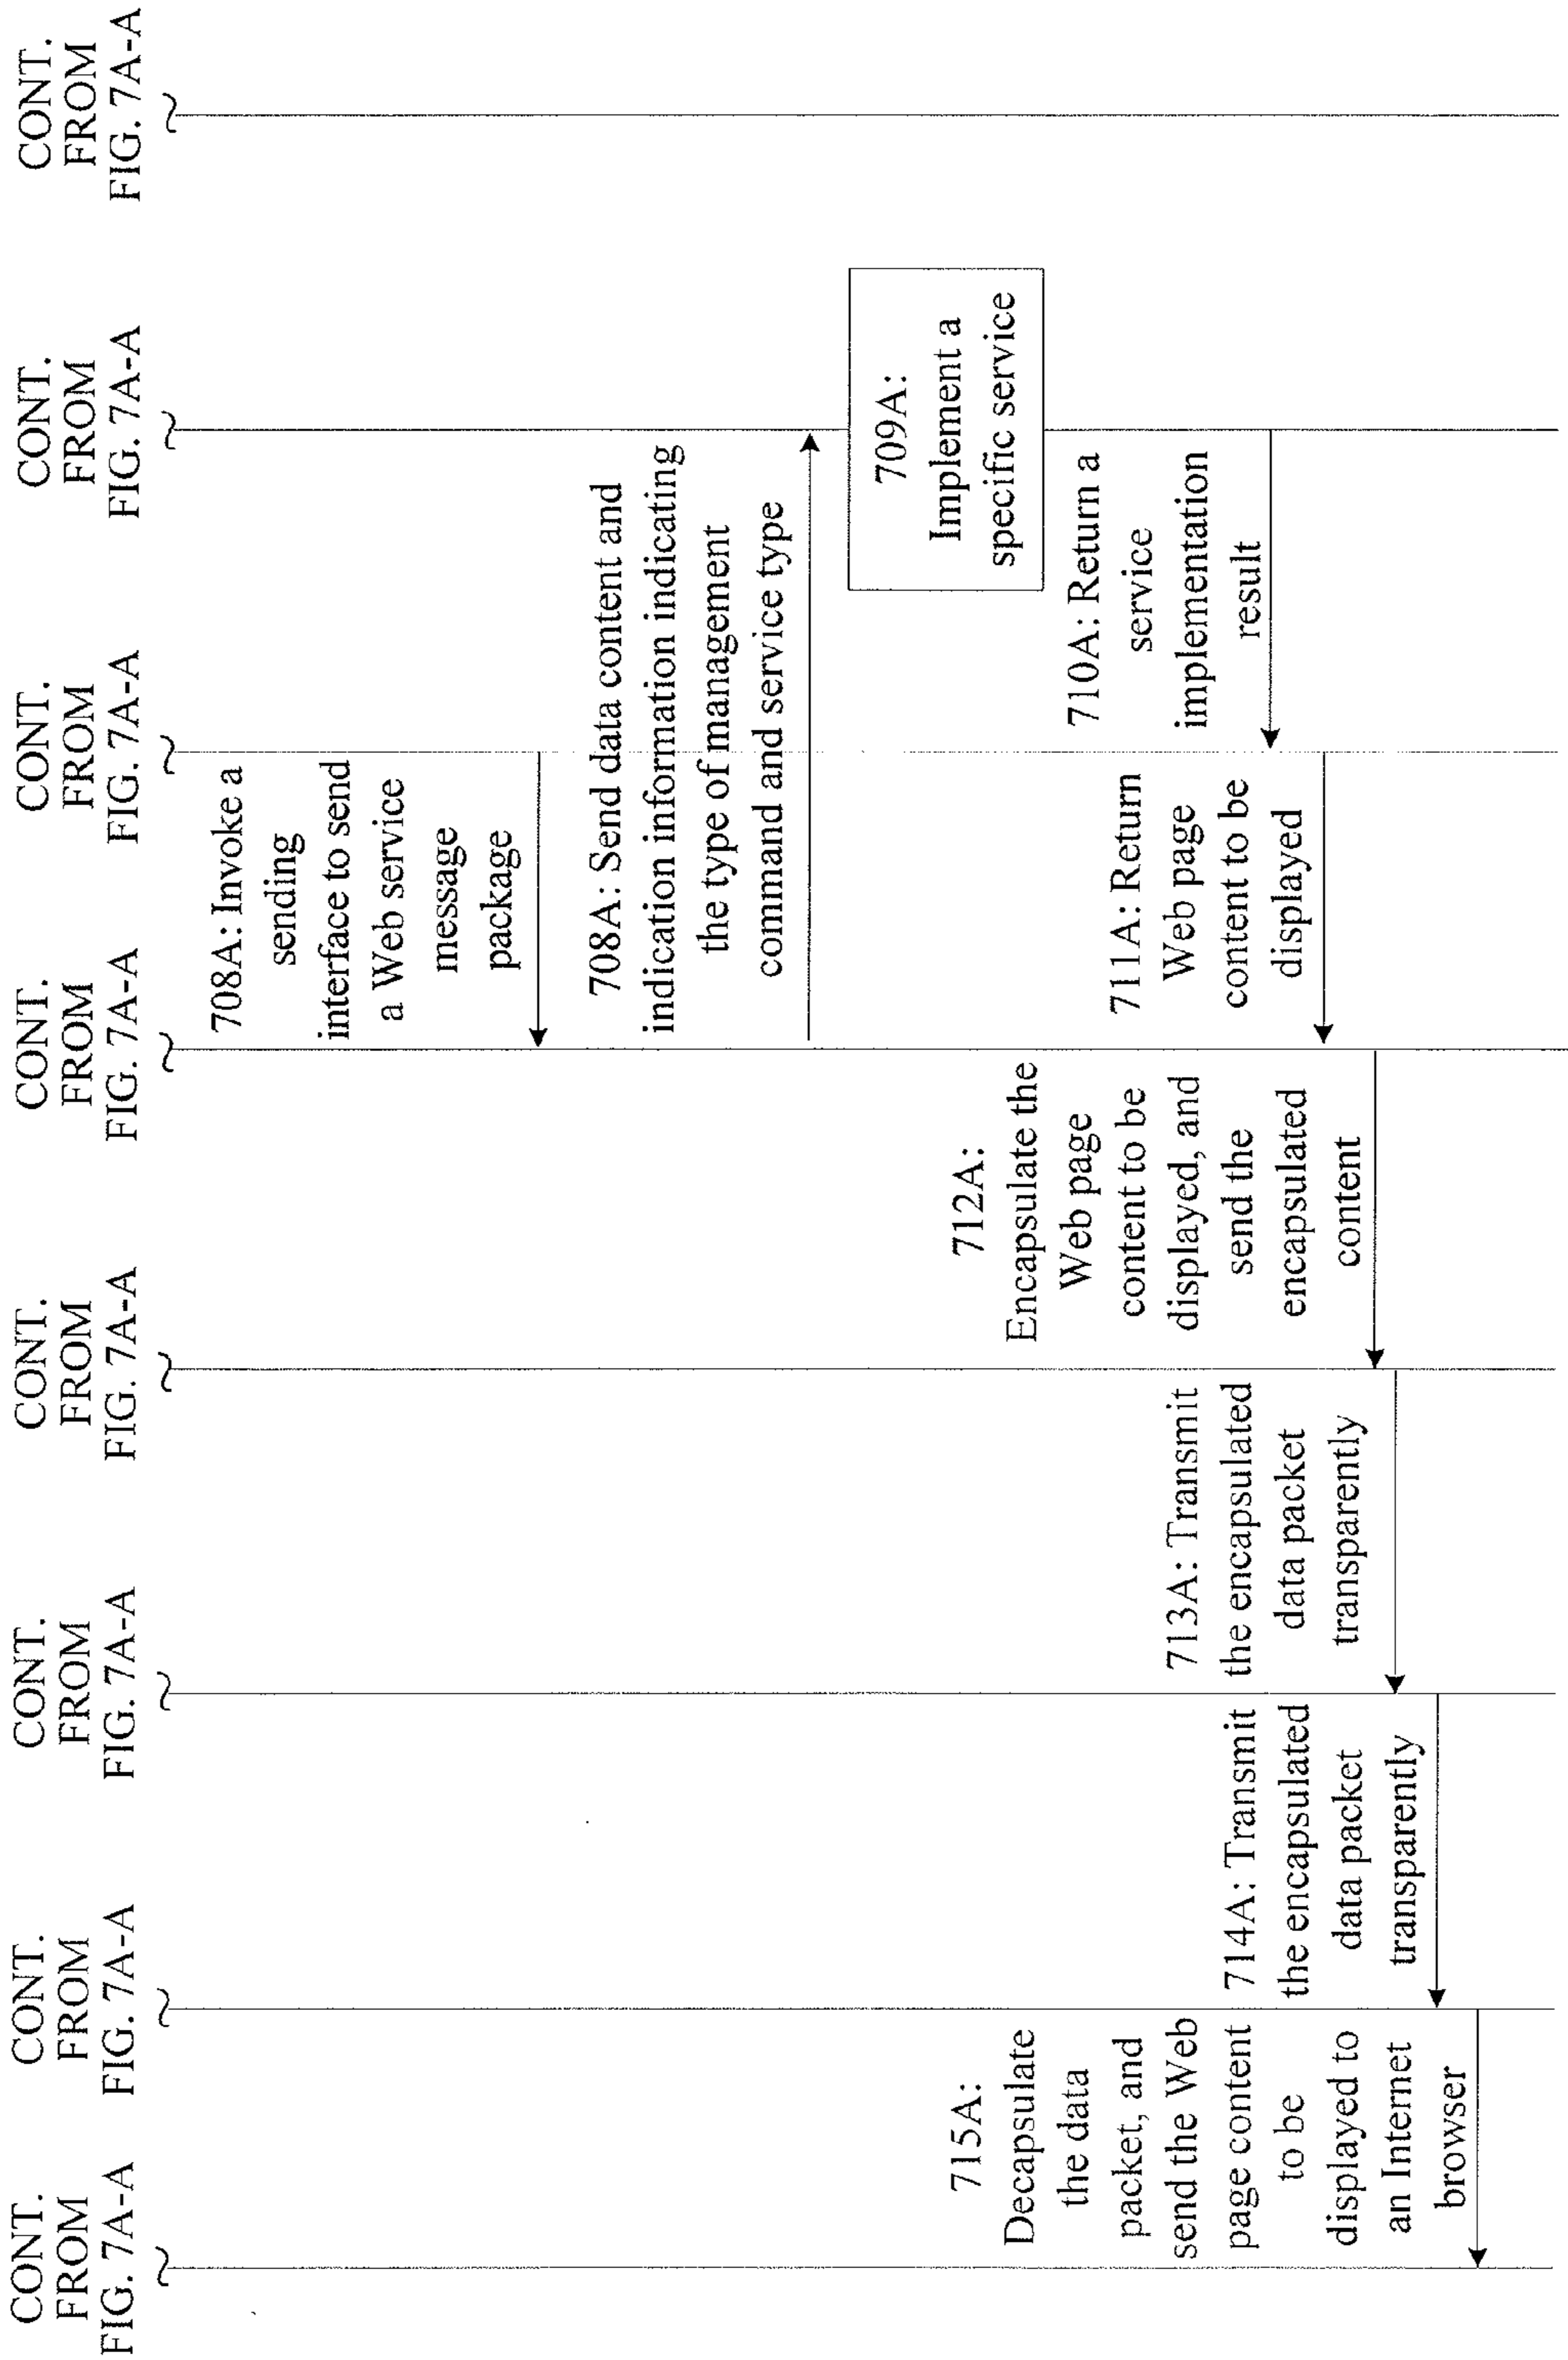 CONT.
FROM
FIG. 7A-A
CONT.
FROM
FIG. 7A-A
CONT.
FROM
FIG. 7A-A
CONT.
FROM
FIG. 7A-A
CONT.
FROM
FIG. 7A-A
CONT.
FROM
FIG. 7A-A
CONT.
FROM
FIG. 7A-A
CONT.
FROM
FIG. 7A-A
708A: Invoke a
sending
interface to send
a Web service
message
package
708A: Send data content and
indication information indicating
the type of management
command and service type
709A:
Implement a
specific service
710A: Return a
service
implementation
result
711A: Return
Web page
content to be
displayed
712A:
Encapsulate the
Web page
content to be
displayed, and
send the
encapsulated
content
713A: Transmit
the encapsulated
data packet
transparently
714A: Transmit
the encapsulated
data packet
transparently
715A:
Decapsulate
the data
packet, and
send the Web
page content
to be
displayed to
an Internet
browser